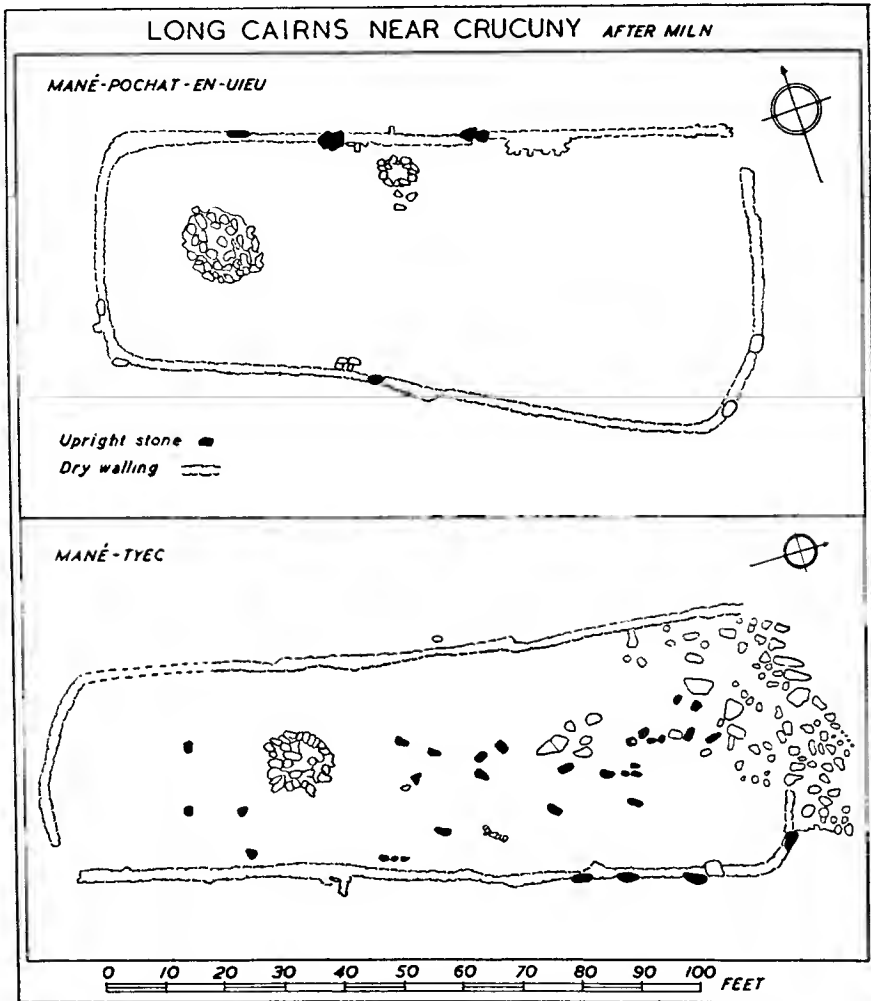 LONG CAIRNS NEAR CRUCUNY AFTER MILN
MANÉ-POCHAT-EN-UIEU
Upright stone
Dry walling
MANÉ-TYEC
0 10 20 30 40 50 60 70 80 90 100 FEET